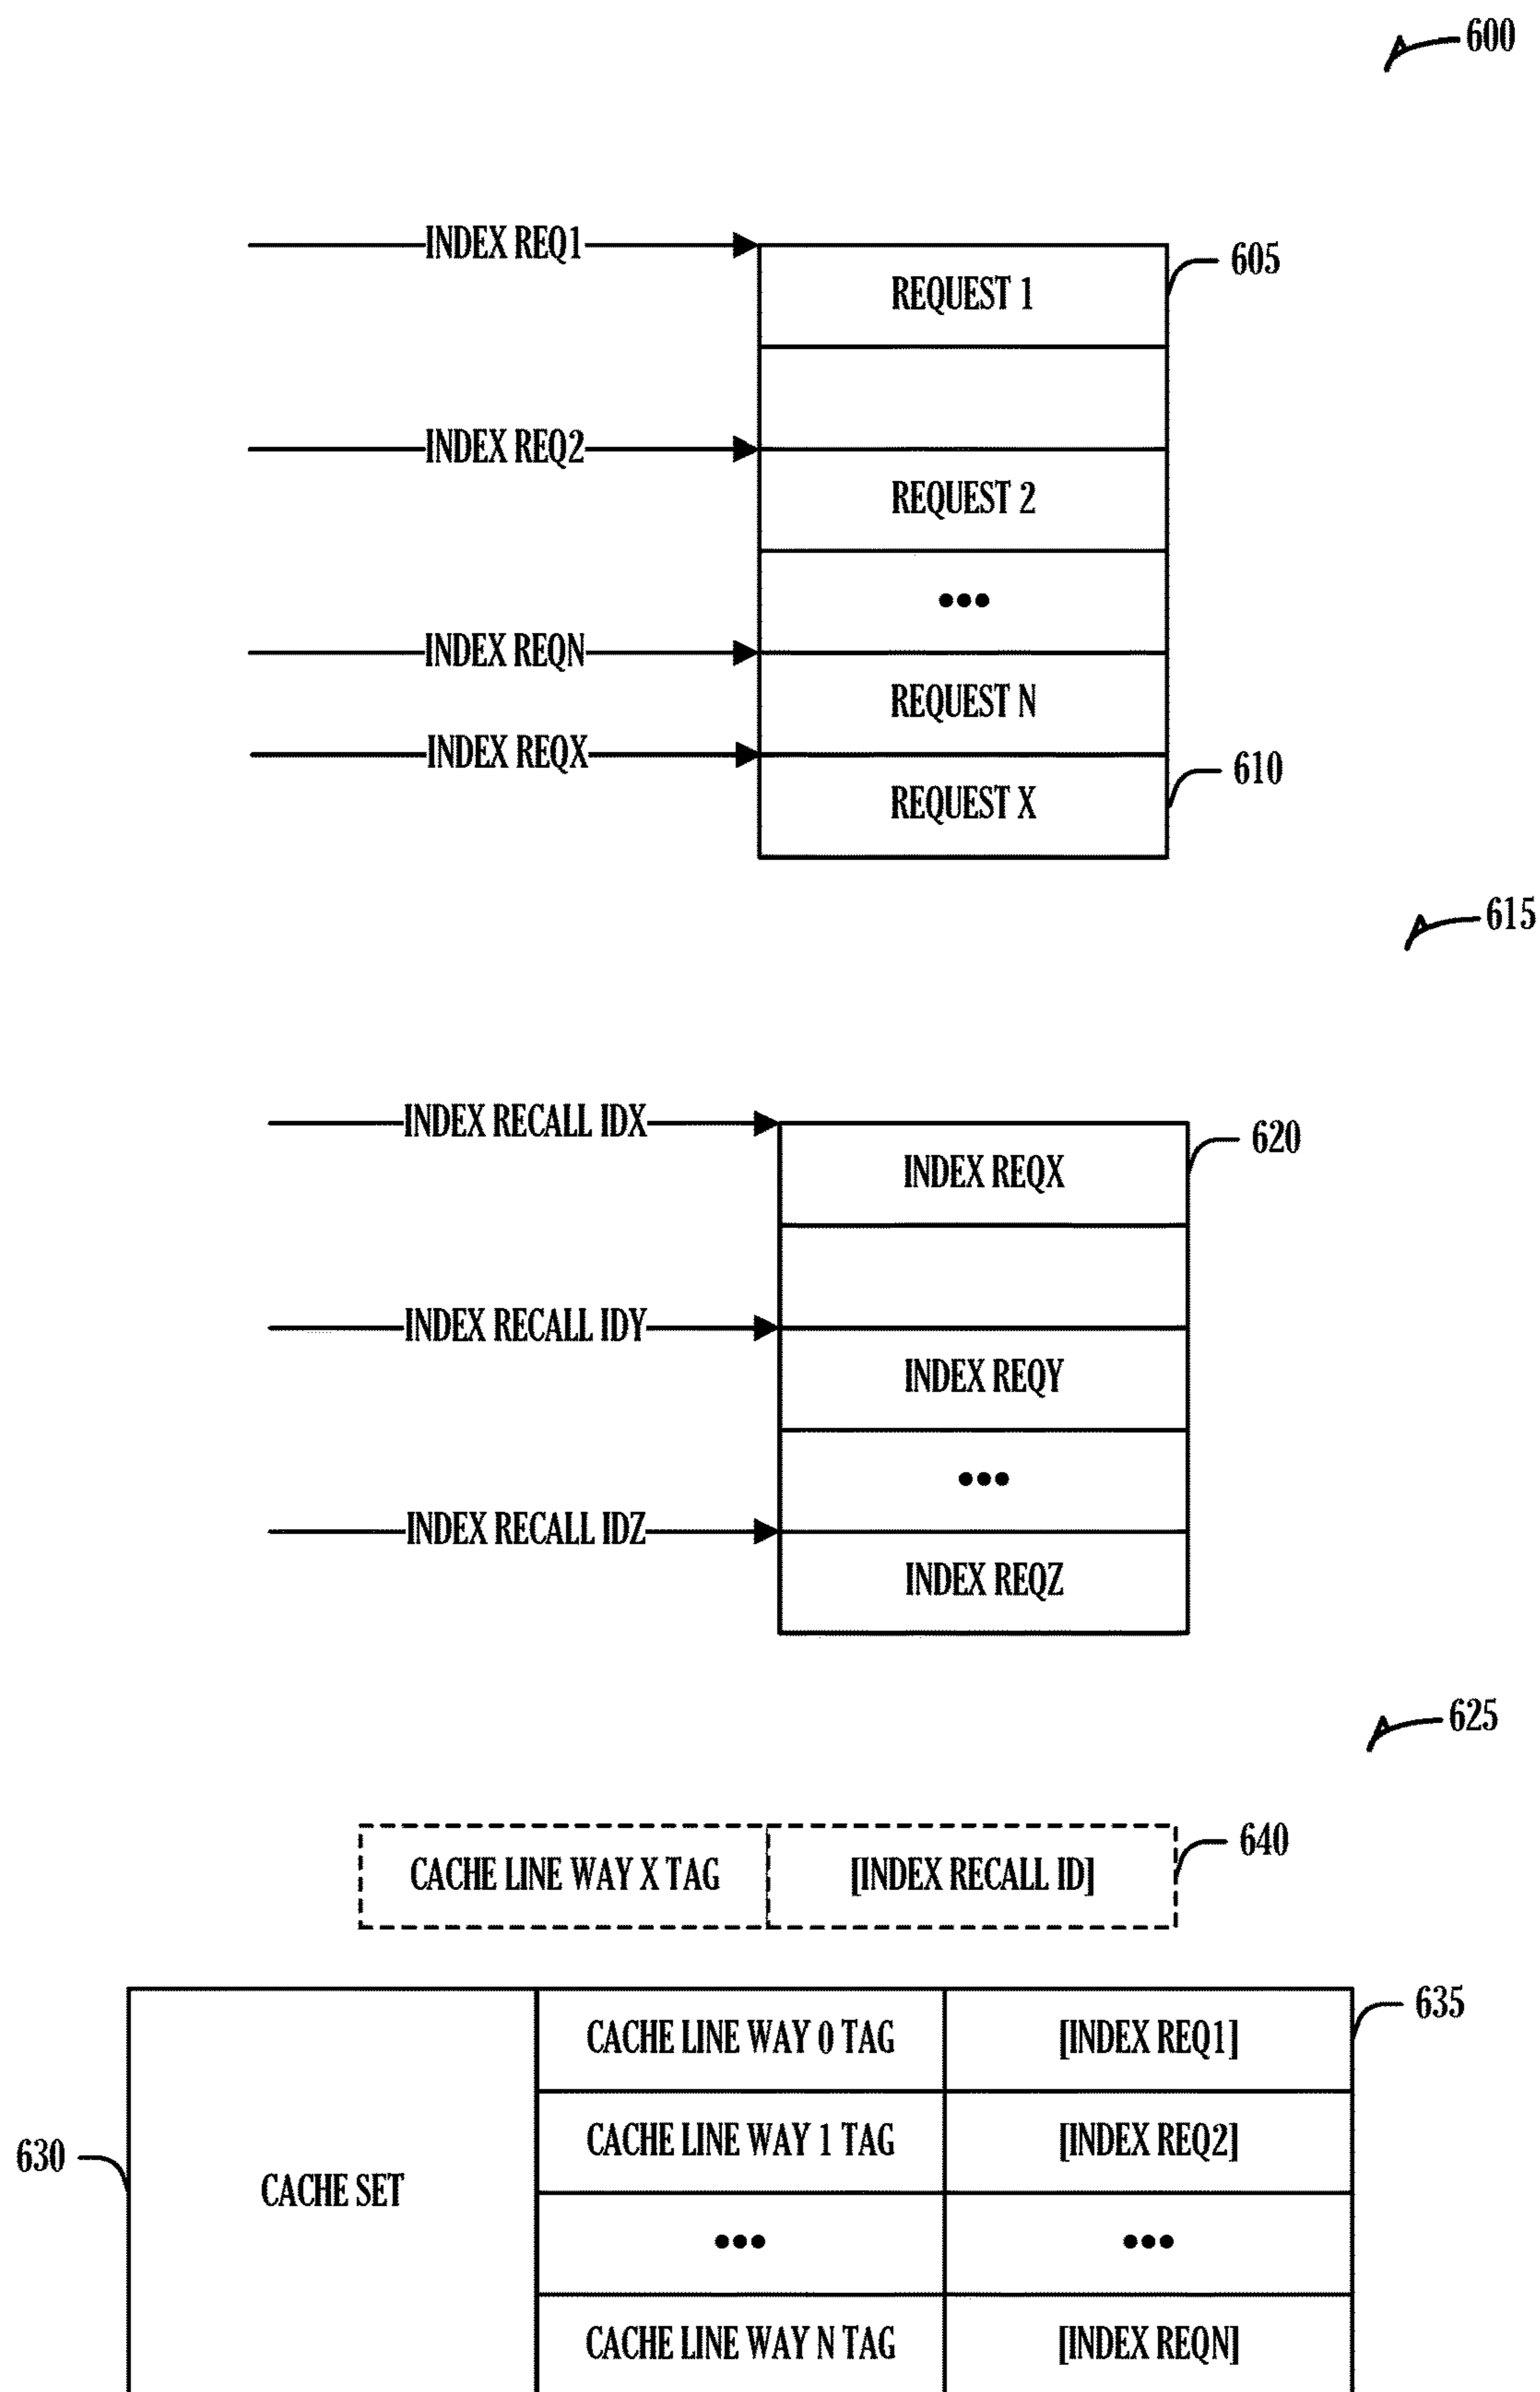 600
INDEX REQ1
605
REQUEST 1
INDEX REQ2
REQUEST 2
•••
INDEX REQN
REQUEST N
INDEX REQX
610
REQUEST X
615
INDEX RECALL IDX
620
INDEX REQX
INDEX RECALL IDY
INDEX REQY
•••
INDEX RECALL IDZ
INDEX REQZ
625
640
CACHE LINE WAY X TAG [INDEX RECALL ID]
635
CACHE LINE WAY 0 TAG [INDEX REQ1]
630
CACHE SET
CACHE LINE WAY 1 TAG [INDEX REQ2]
••• •••
CACHE LINE WAY N TAG [INDEX REQN]